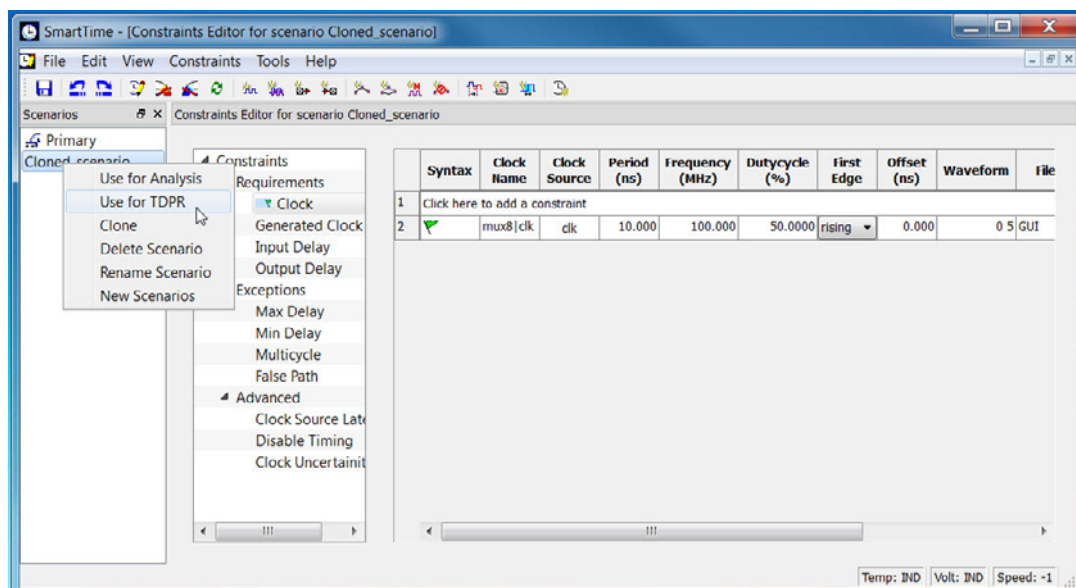 SmartTime - [Constraints Editor for scenario Cloned_scenario]
File Edit View Constraints Tools Help
Scenarios
Constraints Editor for scenario Cloned_scenario
Primary
Cloned_scenario
Use for Analysis
Use for TDPR
Clone
Delete Scenario
Rename Scenario
New Scenarios
Constraints
Requirements
Clock
Generated Clock
Input Delay
Output Delay
Exceptions
Max Delay
Min Delay
Multicycle
False Path
Advanced
Clock Source Late
Disable Timing
Clock Uncertainit
Syntax Clock Name Clock Source Period (ns) Frequency (MHz) Dutycycle (%) First Edge Offset (ns) Waveform File
1 Click here to add a constraint
2 mux8|clk clk 10.000 100.000 50.0000 rising 0.000 0 5 GUI
Temp: IND Volt: IND Speed: -1